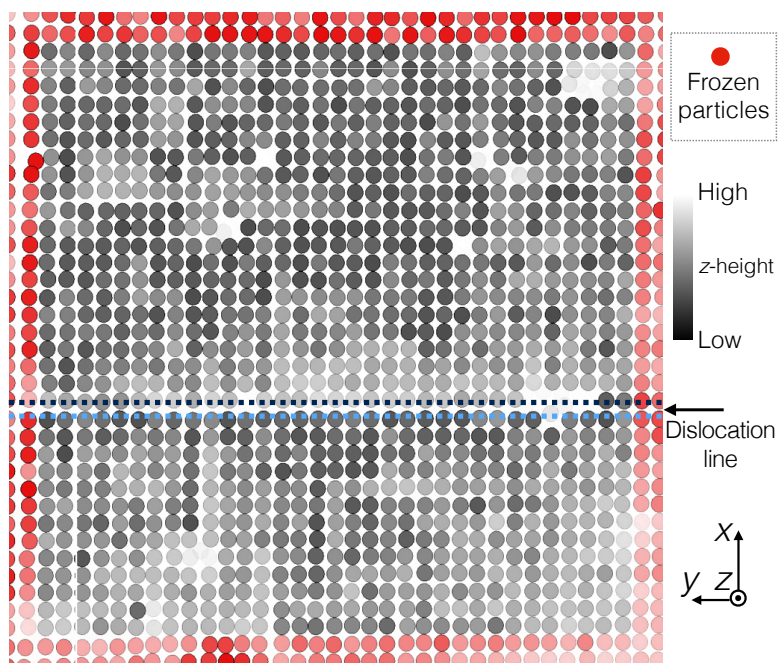 Frozen
particles
High
z-height
Low
Dislocation
line
x
y z